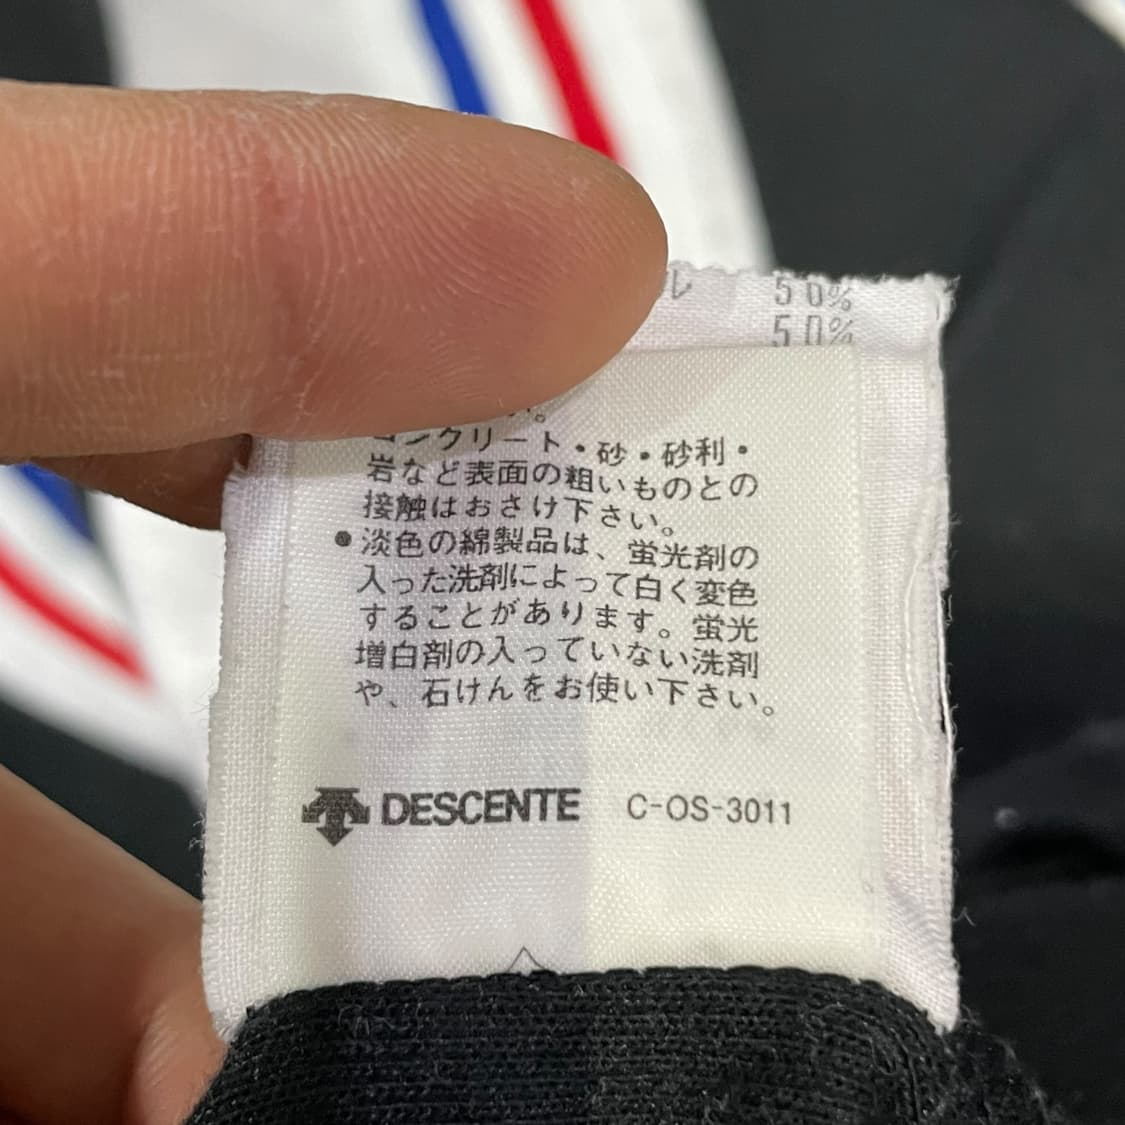 ル 50%
50%
い。
コンクリート・砂・砂利・
岩など表面の粗いものとの
接触はおさけ下さい。
●淡色の綿製品は、蛍光剤の
入った洗剤によって白く変色
することがあります。蛍光
増白剤の入っていない洗剤
や、石けんをお使い下さい。
DESCENTE C-OS-3011